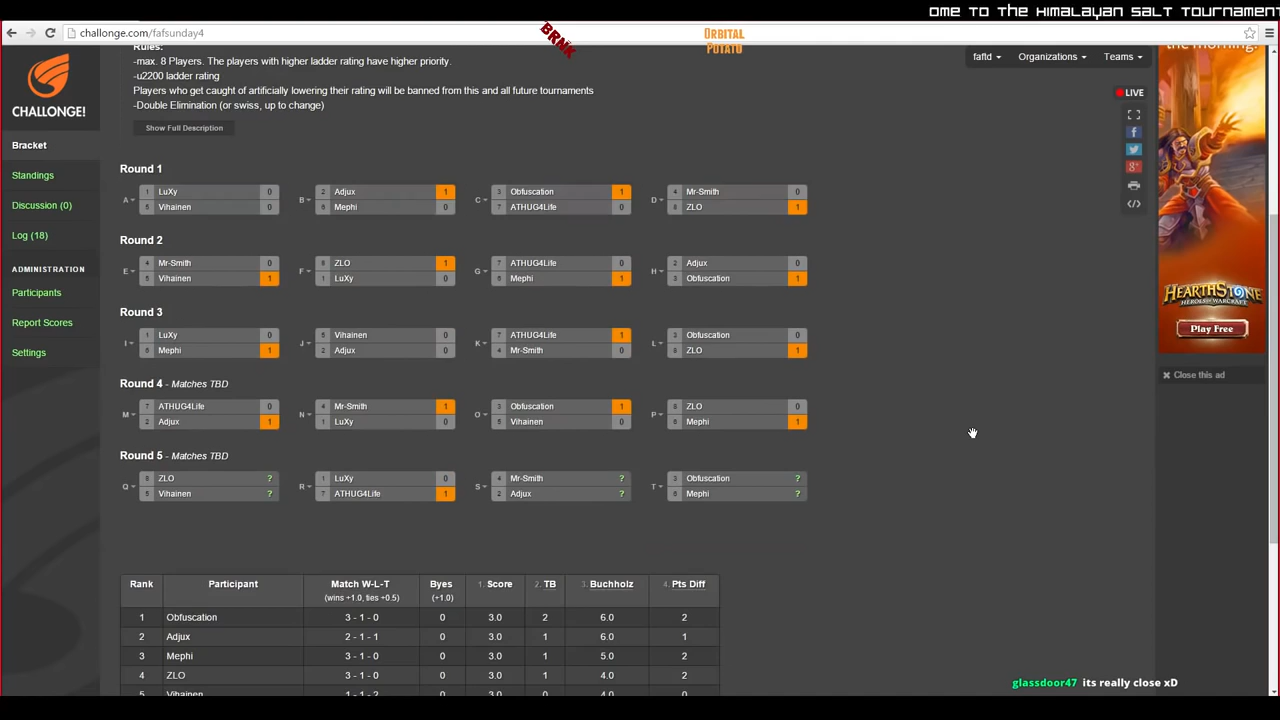 OME TO THE HIMALAYAN SALT TOURNAMENT
challonge.com/fafsunday4
BRNK
ORBITAL
POTATO
the morning!
Rules:
-max. 8 Players. The players with higher ladder rating have higher priority.
-u2200 ladder rating
Players who get caught of artificially lowering their rating will be banned from this and all future tournaments
-Double Elimination (or swiss, up to change)
Show Full Description
fafld Organizations Teams
LIVE
CHALLONGE!
Bracket
Standings
Discussion (0)
Log (18)
ADMINISTRATION
Participants
Report Scores
Settings
Round 1
A 1 LuXy 0 B 2 Adjux 1 C 3 Obfuscation 1 D 4 Mr-Smith 0
5 Vihainen 0 6 Mephi 0 7 ATHUG4Life 0 8 ZLO 1
Round 2
E 4 Mr-Smith 0 F 8 ZLO 1 G 7 ATHUG4Life 0 H 2 Adjux 0
5 Vihainen 1 1 LuXy 0 6 Mephi 1 3 Obfuscation 1
Round 3
I 1 LuXy 0 J 5 Vihainen 0 K 7 ATHUG4Life 1 L 3 Obfuscation 0
6 Mephi 1 2 Adjux 0 4 Mr-Smith 0 8 ZLO 1
Round 4 - Matches TBD
M 7 ATHUG4Life 0 N 4 Mr-Smith 1 O 3 Obfuscation 1 P 8 ZLO 0
2 Adjux 1 1 LuXy 0 5 Vihainen 0 6 Mephi 1
Round 5 - Matches TBD
Q 8 ZLO ? R 1 LuXy 0 S 4 Mr-Smith ? T 3 Obfuscation ?
5 Vihainen ? 7 ATHUG4Life 1 2 Adjux ? 6 Mephi ?
HEARTHSTONE
HEROES OF WARCRAFT
Play Free
Close this ad
Rank Participant Match W-L-T Byes 1. Score 2. TB 3. Buchholz 4. Pts Diff
(wins +1.0, ties +0.5) (+1.0)
1 Obfuscation 3 - 1 - 0 0 3.0 2 6.0 2
2 Adjux 2 - 1 - 1 0 3.0 1 6.0 1
3 Mephi 3 - 1 - 0 0 3.0 1 5.0 2
4 ZLO 3 - 1 - 0 0 3.0 1 4.0 2
5 Vihainen 1 - 1 - 2 0 3.0 0 4.0 0
glassdoor47 its really close xD